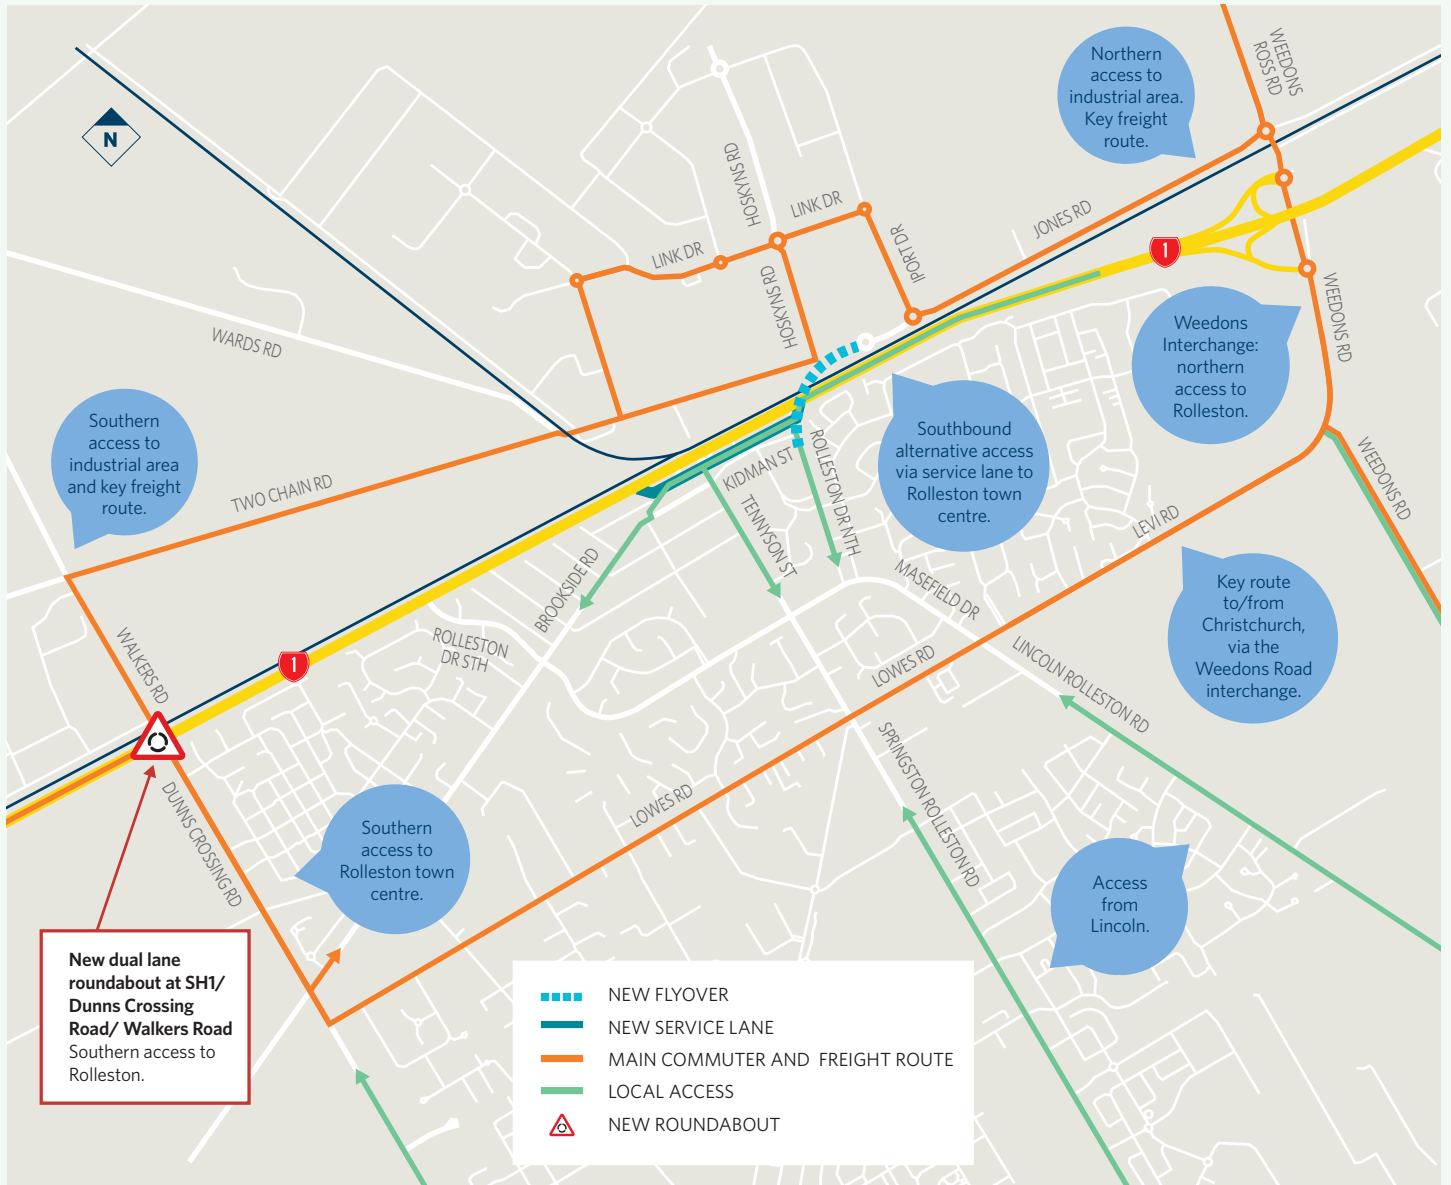 WEEDONS
ROSS RD
Northern
access to
industrial area.
Key freight
route.
N
HOSKYNS RD
LINK DR
LINK DR
HOSKYNS RD
IPORT DR
JONES RD
1
WARDS RD
WEEDONS RD
Weedons
Interchange:
northern
access to
Rolleston.
Southern
access to
industrial area
and key freight
route.
TWO CHAIN RD
Southbound
alternative access
via service lane to
Rolleston town
centre.
KIDMAN ST
ROLLESTON DR NTH
TENNYSON ST
WEEDONS RD
LEVI RD
BROOKSIDE RD
MASEFIELD DR
Key route
to/from
Christchurch,
via the
Weedons Road
interchange.
WALKERS RD
ROLLESTON
DR STH
1
LOWES RD
LINCOLN ROLLESTON RD
SPRINGSTON ROLLESTON RD
LOWES RD
DUNNS CROSSING RD
Southern
access to
Rolleston town
centre.
Access
from
Lincoln.
New dual lane
roundabout at SH1/
Dunns Crossing
Road/ Walkers Road
Southern access to
Rolleston.
NEW FLYOVER
NEW SERVICE LANE
MAIN COMMUTER AND FREIGHT ROUTE
LOCAL ACCESS
NEW ROUNDABOUT